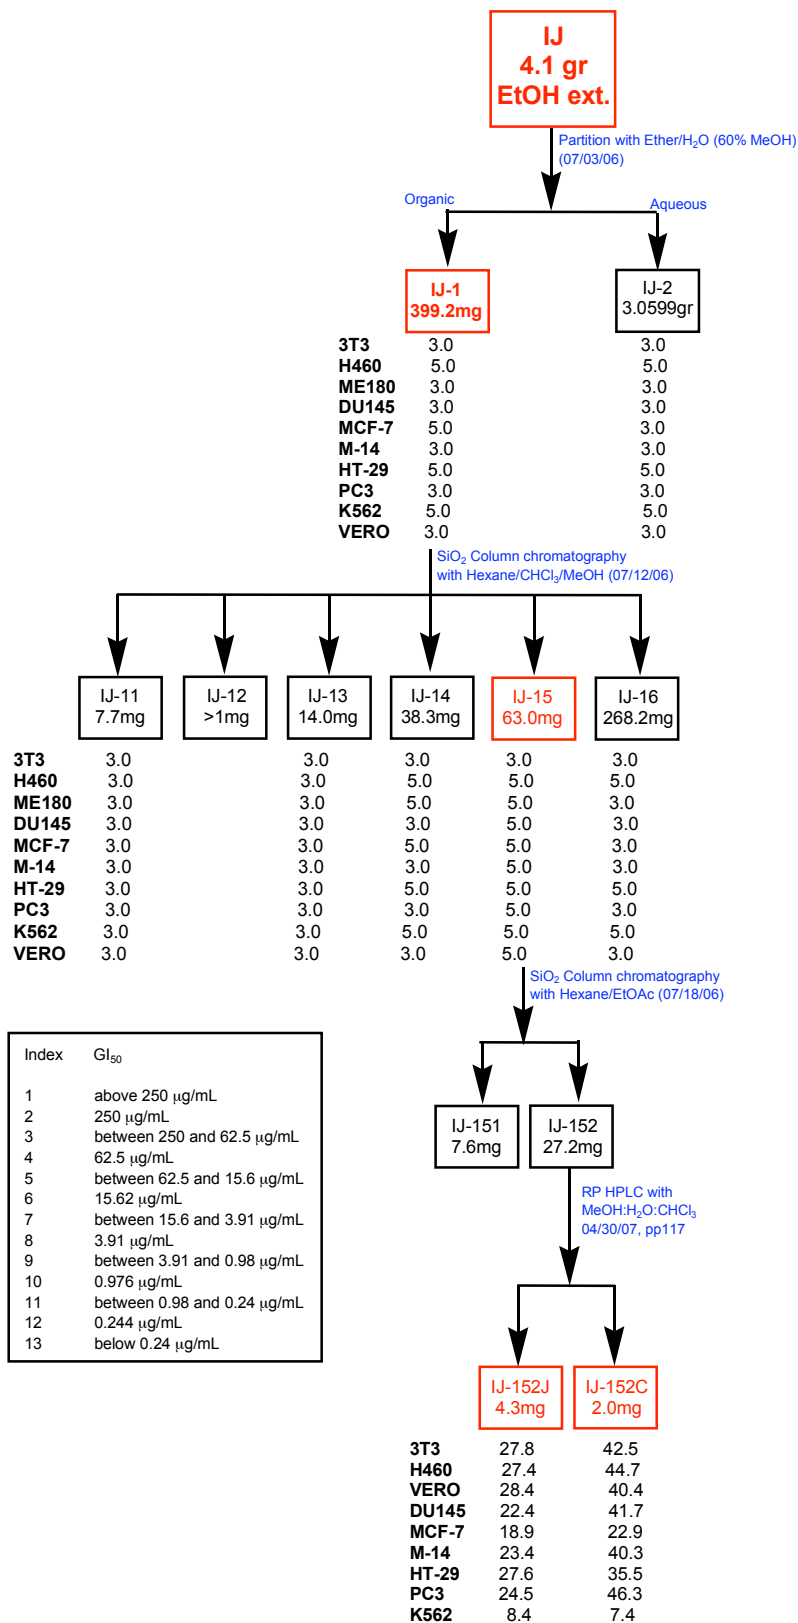 IJ
4.1 gr
EtOH ext.
Partition with Ether/H₂O (60% MeOH)
(07/03/06)
Organic
Aqueous
IJ-1
399.2mg
IJ-2
3.0599gr
3T3 3.0 3.0
H460 5.0 5.0
ME180 3.0 3.0
DU145 3.0 3.0
MCF-7 5.0 3.0
M-14 3.0 3.0
HT-29 5.0 5.0
PC3 3.0 3.0
K562 5.0 5.0
VERO 3.0 3.0
SiO₂ Column chromatography
with Hexane/CHCl₃/MeOH (07/12/06)
IJ-11
7.7mg
IJ-12
>1mg
IJ-13
14.0mg
IJ-14
38.3mg
IJ-15
63.0mg
IJ-16
268.2mg
3T3 3.0 3.0 3.0 3.0 3.0
H460 3.0 3.0 5.0 5.0 5.0
ME180 3.0 3.0 5.0 5.0 3.0
DU145 3.0 3.0 3.0 5.0 3.0
MCF-7 3.0 3.0 5.0 5.0 3.0
M-14 3.0 3.0 3.0 5.0 3.0
HT-29 3.0 3.0 5.0 5.0 5.0
PC3 3.0 3.0 3.0 5.0 3.0
K562 3.0 3.0 5.0 5.0 5.0
VERO 3.0 3.0 3.0 5.0 3.0
SiO₂ Column chromatography
with Hexane/EtOAc (07/18/06)
Index GI₅₀
1 above 250 μg/mL
2 250 μg/mL
3 between 250 and 62.5 μg/mL
4 62.5 μg/mL
5 between 62.5 and 15.6 μg/mL
6 15.62 μg/mL
7 between 15.6 and 3.91 μg/mL
8 3.91 μg/mL
9 between 3.91 and 0.98 μg/mL
10 0.976 μg/mL
11 between 0.98 and 0.24 μg/mL
12 0.244 μg/mL
13 below 0.24 μg/mL
IJ-151
7.6mg
IJ-152
27.2mg
RP HPLC with
MeOH:H₂O:CHCl₃
04/30/07, pp117
IJ-152J
4.3mg
IJ-152C
2.0mg
3T3 27.8 42.5
H460 27.4 44.7
VERO 28.4 40.4
DU145 22.4 41.7
MCF-7 18.9 22.9
M-14 23.4 40.3
HT-29 27.6 35.5
PC3 24.5 46.3
K562 8.4 7.4